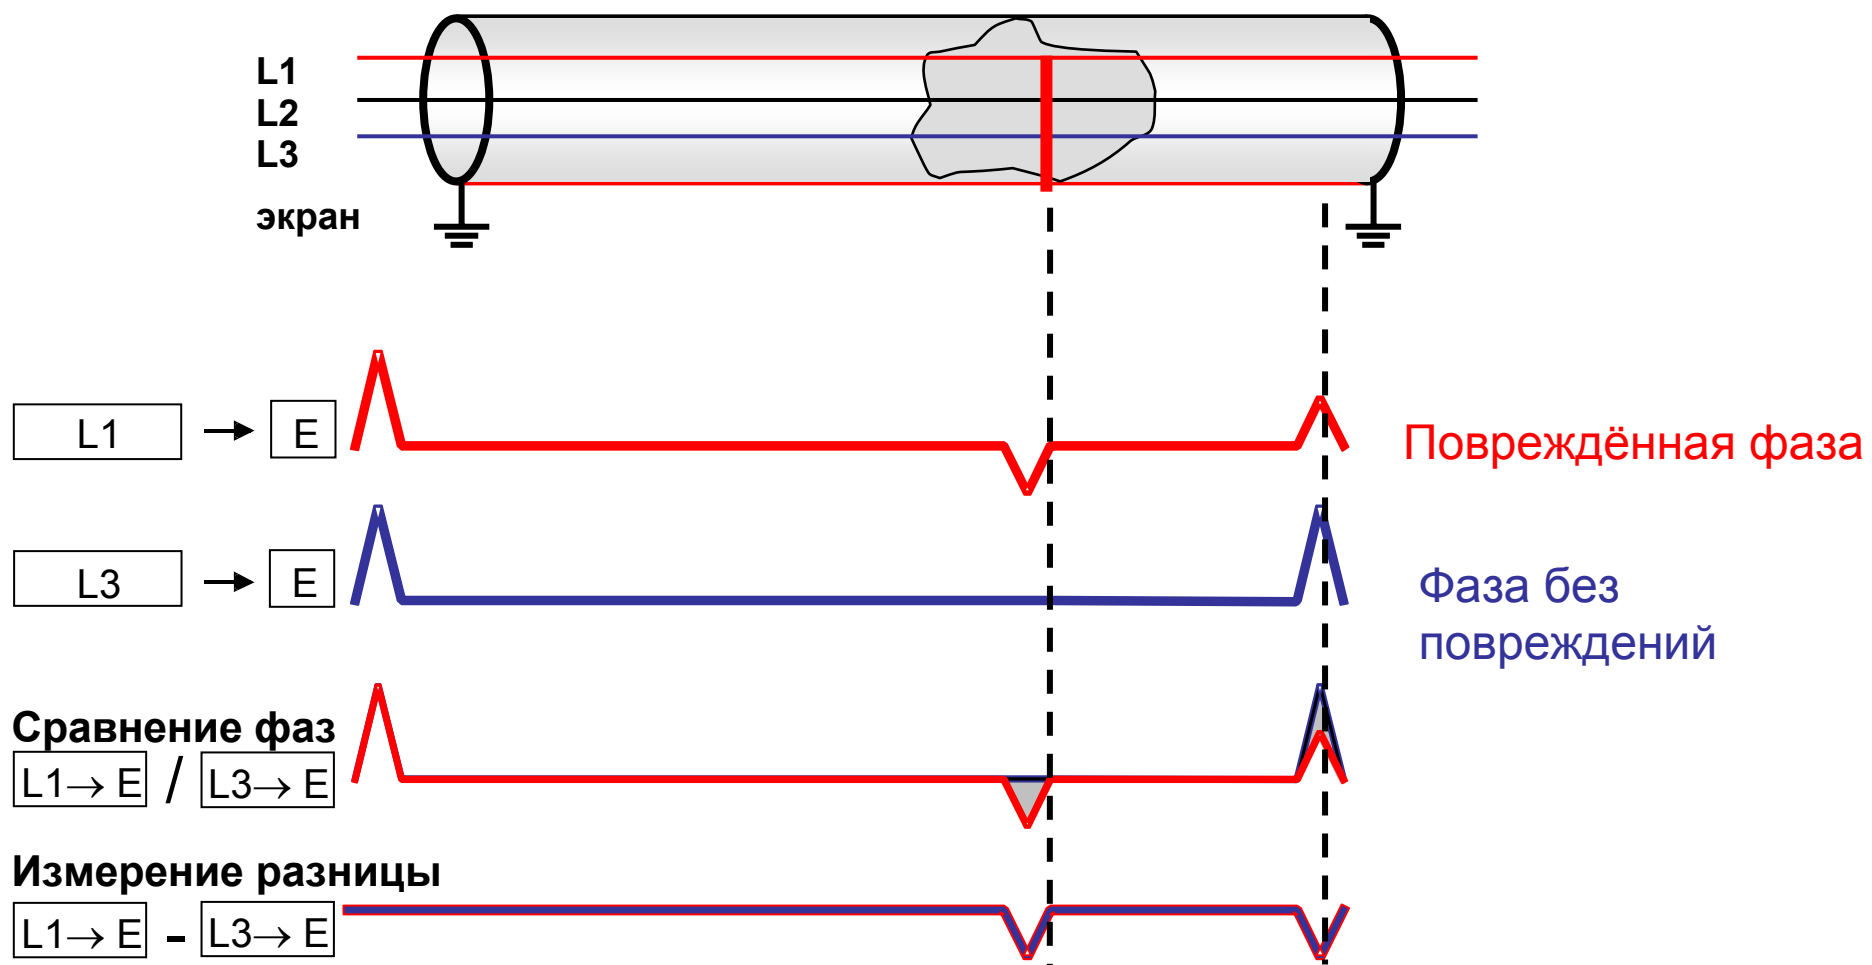 L1
L2
L3
экран
L1 → E
Повреждённая фаза
L3 → E
Фаза без
повреждений
Сравнение фаз
L1→ E / L3→ E
Измерение разницы
L1→ E - L3→ E